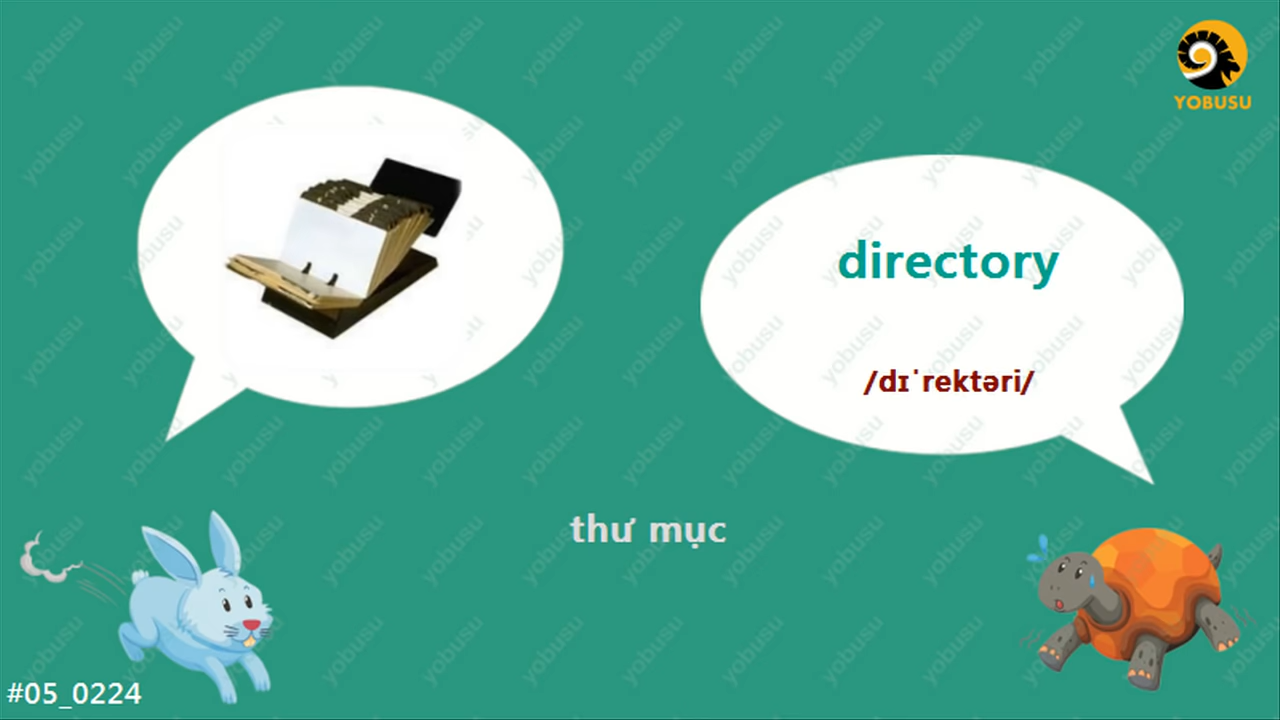 YOBUSU
directory
/dɪˈrektəri/
thư mục
#05_0224